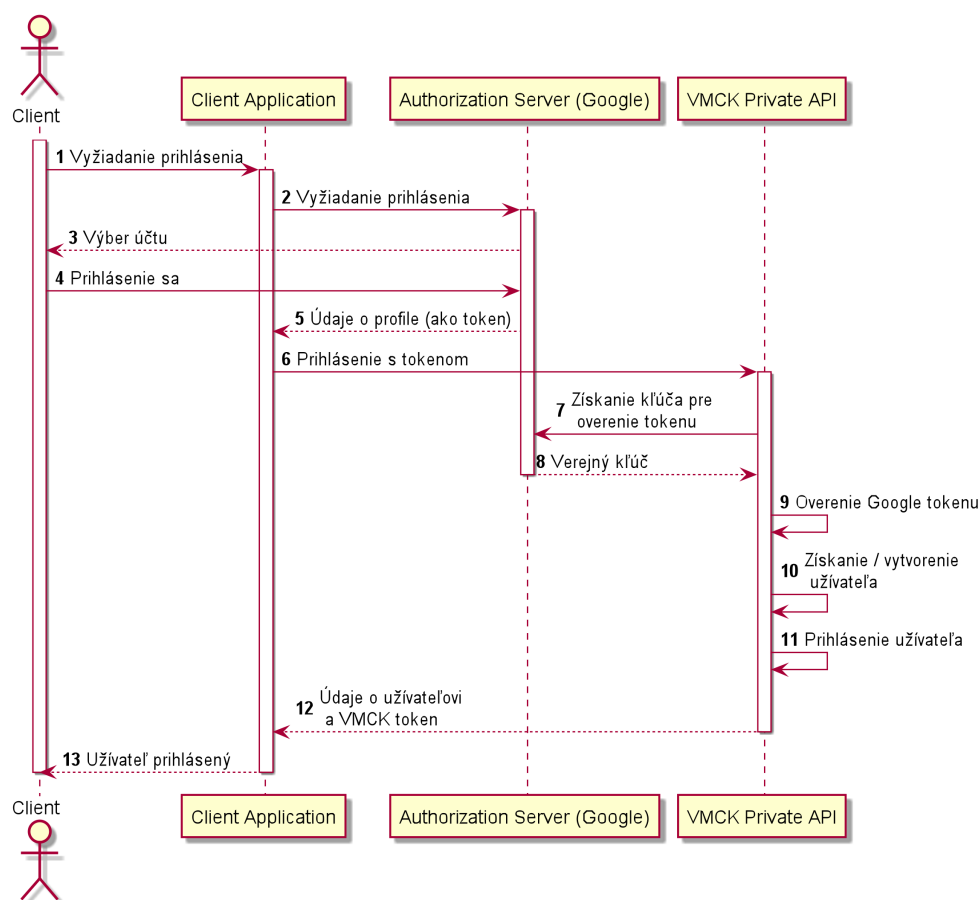 Client
Client Application
Authorization Server (Google)
VMCK Private API
1 Vyžiadanie prihlásenia
2 Vyžiadanie prihlásenia
3 Výber účtu
4 Prihlásenie sa
5 Údaje o profile (ako token)
6 Prihlásenie s tokenom
7 Získanie kľúča pre
overenie tokenu
8 Verejný kľúč
9 Overenie Google tokenu
10 Získanie / vytvorenie
užívateľa
11 Prihlásenie užívateľa
12 Údaje o užívateľovi
a VMCK token
13 Užívateľ prihlásený
Client
Client Application
Authorization Server (Google)
VMCK Private API